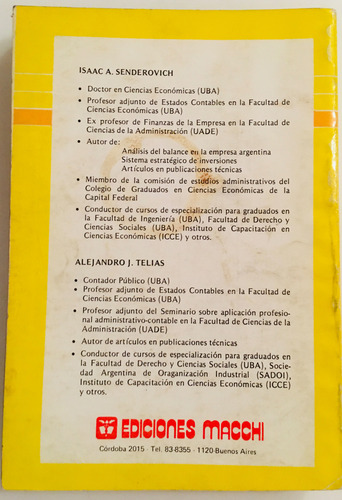 ISAAC A. SENDEROVICH
• Doctor en Ciencias Económicas (UBA)
• Profesor adjunto de Estados Contables en la Facultad de
Ciencias Económicas (UBA)
• Ex profesor de Finanzas de la Empresa en la Facultad de
Ciencias de la Administración (UADE)
• Autor de:
Análisis del balance en la empresa argentina
Sistema estratégico de inversiones
Artículos en publicaciones técnicas
• Miembro de la comisión de estudios administrativos del
Colegio de Graduados en Ciencias Económicas de la
Capital Federal
• Conductor de cursos de especialización para graduados en
la Facultad de Ingeniería (UBA), Facultad de Derecho y
Ciencias Sociales (UBA), Instituto de Capacitación en
Ciencias Económicas (ICCE) y otros.
ALEJANDRO J. TELIAS
• Contador Público (UBA)
• Profesor adjunto de Estados Contables en la Facultad de
Ciencias Económicas (UBA)
• Profesor adjunto del Seminario sobre aplicación profesio-
nal administrativo-contable en la Facultad de Ciencias de la
Administración (UADE)
• Autor de artículos en publicaciones técnicas
• Conductor de cursos de especialización para graduados en
la Facultad de Derecho y Ciencias Sociales (UBA), Socie-
dad Argentina de Oraganización Industrial (SADOI),
Instituto de Capacitación en Ciencias Económicas (ICCE)
y otros.
EDICIONES MACCHI
Córdoba 2015 - Tel. 83-8355 - 1120-Buenos Aires